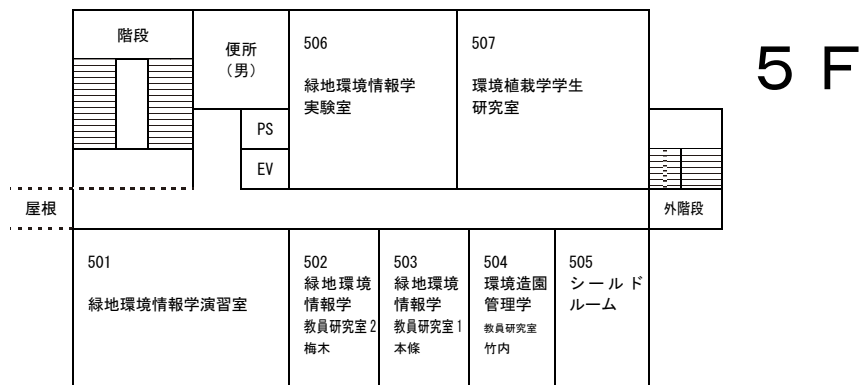 ５Ｆ
階段
便所
（男）
PS
EV
506
緑地環境情報学
実験室
507
環境植栽学学生
研究室
屋根
外階段
501
緑地環境情報学演習室
502
緑地環境
情報学
教員研究室2
梅木
503
緑地環境
情報学
教員研究室1
本條
504
環境造園
管理学
教員研究室
竹内
505
シールド
ルーム